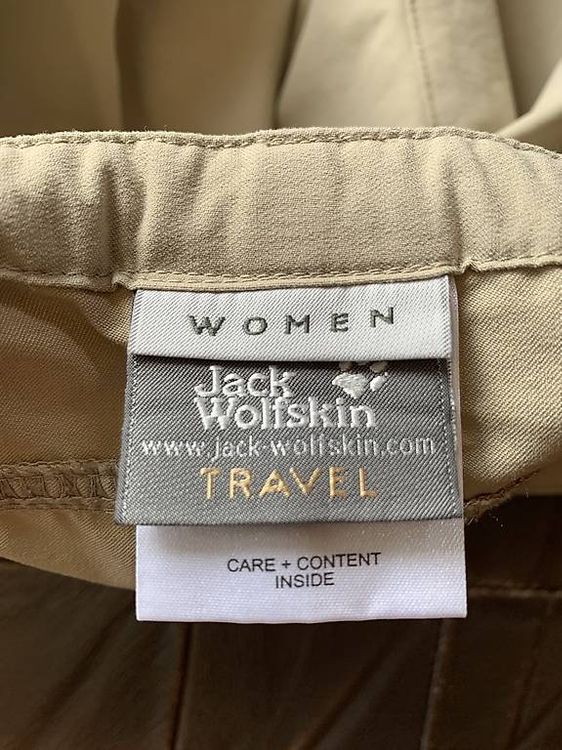 WOMEN
Jack
Wolfskin
www.jack-wolfskin.com
TRAVEL
CARE + CONTENT
INSIDE